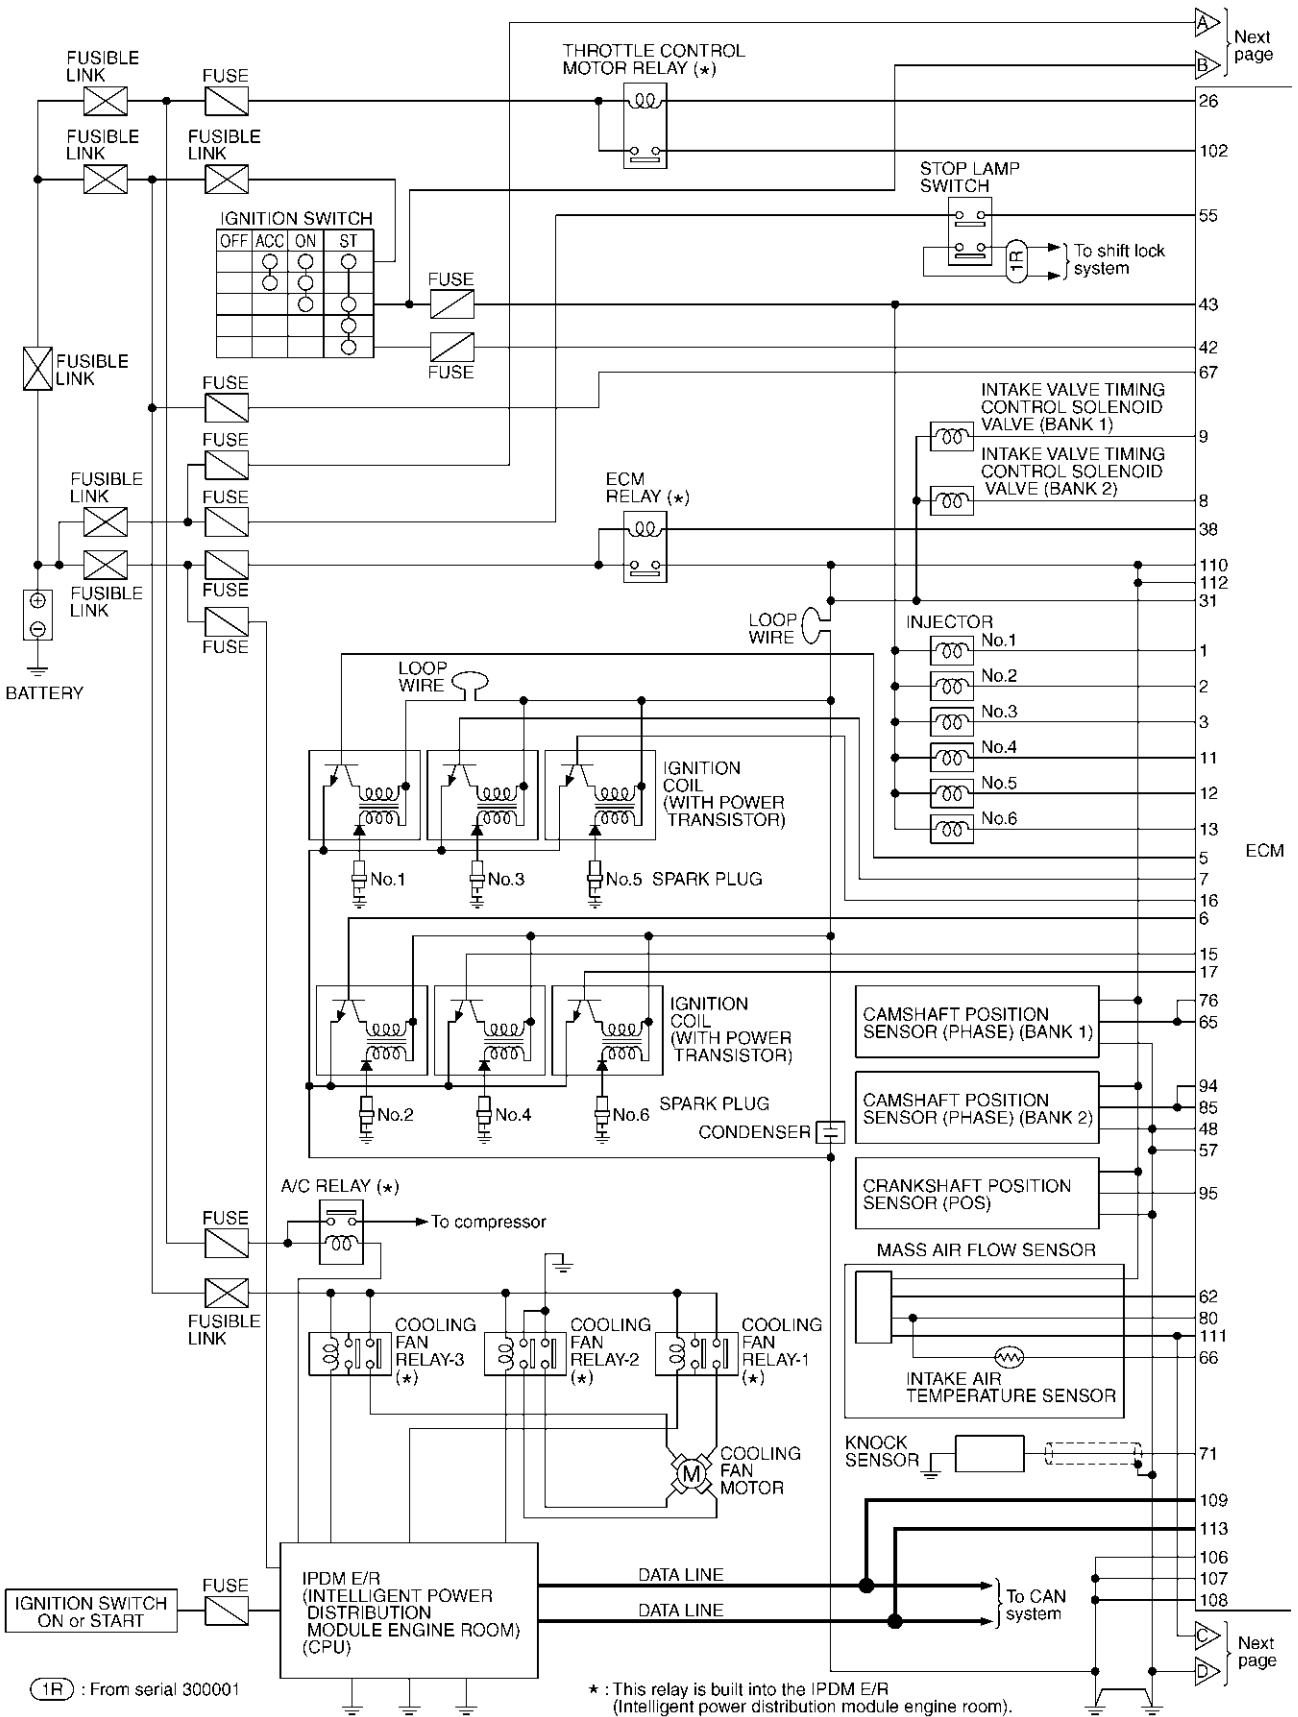 A
Next
page
B
THROTTLE CONTROL
MOTOR RELAY (★)
FUSIBLE
LINK
FUSE
26
FUSIBLE
LINK
FUSIBLE
LINK
102
STOP LAMP
SWITCH
IGNITION SWITCH
OFF ACC ON ST
55
1R
To shift lock
system
FUSE
43
42
FUSE
FUSIBLE
LINK
67
FUSE
INTAKE VALVE TIMING
CONTROL SOLENOID
VALVE (BANK 1)
9
FUSE
INTAKE VALVE TIMING
CONTROL SOLENOID
VALVE (BANK 2)
8
FUSIBLE
LINK
FUSE
ECM
RELAY (★)
38
110
112
31
FUSIBLE
LINK
FUSE
FUSE
BATTERY
LOOP
WIRE
INJECTOR
No.1
1
No.2
2
No.3
3
No.4
11
No.5
12
No.6
13
LOOP
WIRE
IGNITION
COIL
(WITH POWER
TRANSISTOR)
ECM
5
7
16
6
No.1
No.3
No.5 SPARK PLUG
15
17
IGNITION
COIL
(WITH POWER
TRANSISTOR)
CAMSHAFT POSITION
SENSOR (PHASE) (BANK 1)
76
65
CAMSHAFT POSITION
SENSOR (PHASE) (BANK 2)
94
85
48
57
No.2
No.4
No.6
SPARK PLUG
CONDENSER
CRANKSHAFT POSITION
SENSOR (POS)
95
A/C RELAY (★)
FUSE
To compressor
MASS AIR FLOW SENSOR
62
80
111
66
INTAKE AIR
TEMPERATURE SENSOR
FUSIBLE
LINK
COOLING
FAN
RELAY-3
(★)
COOLING
FAN
RELAY-2
(★)
COOLING
FAN
RELAY-1
(★)
M
COOLING
FAN
MOTOR
KNOCK
SENSOR
71
109
113
106
107
108
IGNITION SWITCH
ON or START
FUSE
IPDM E/R
(INTELLIGENT POWER
DISTRIBUTION
MODULE ENGINE ROOM)
(CPU)
DATA LINE
DATA LINE
To CAN
system
C
Next
page
D
1R : From serial 300001
★ : This relay is built into the IPDM E/R
(Intelligent power distribution module engine room).